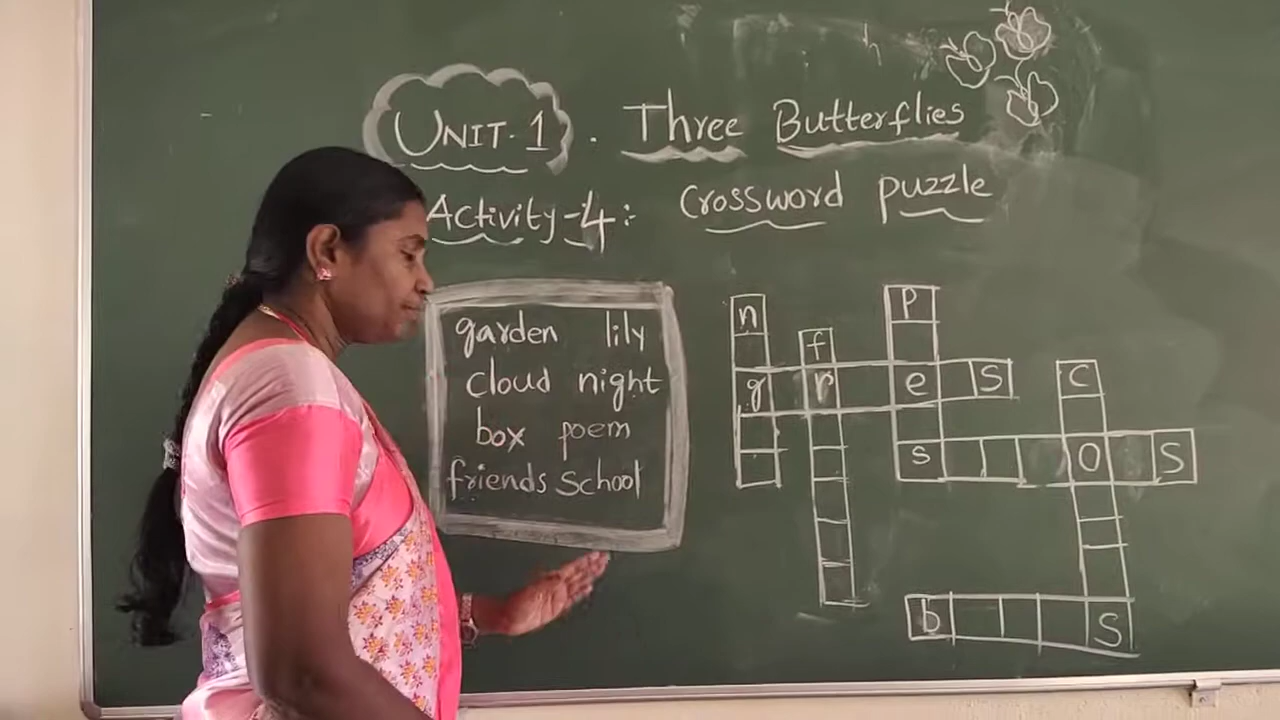 UNIT-1. Three Butterflies
Activity-4: Crossword puzzle
garden lily
cloud night
box poem
friends School
n P
f
g r e S C
s O S
b S